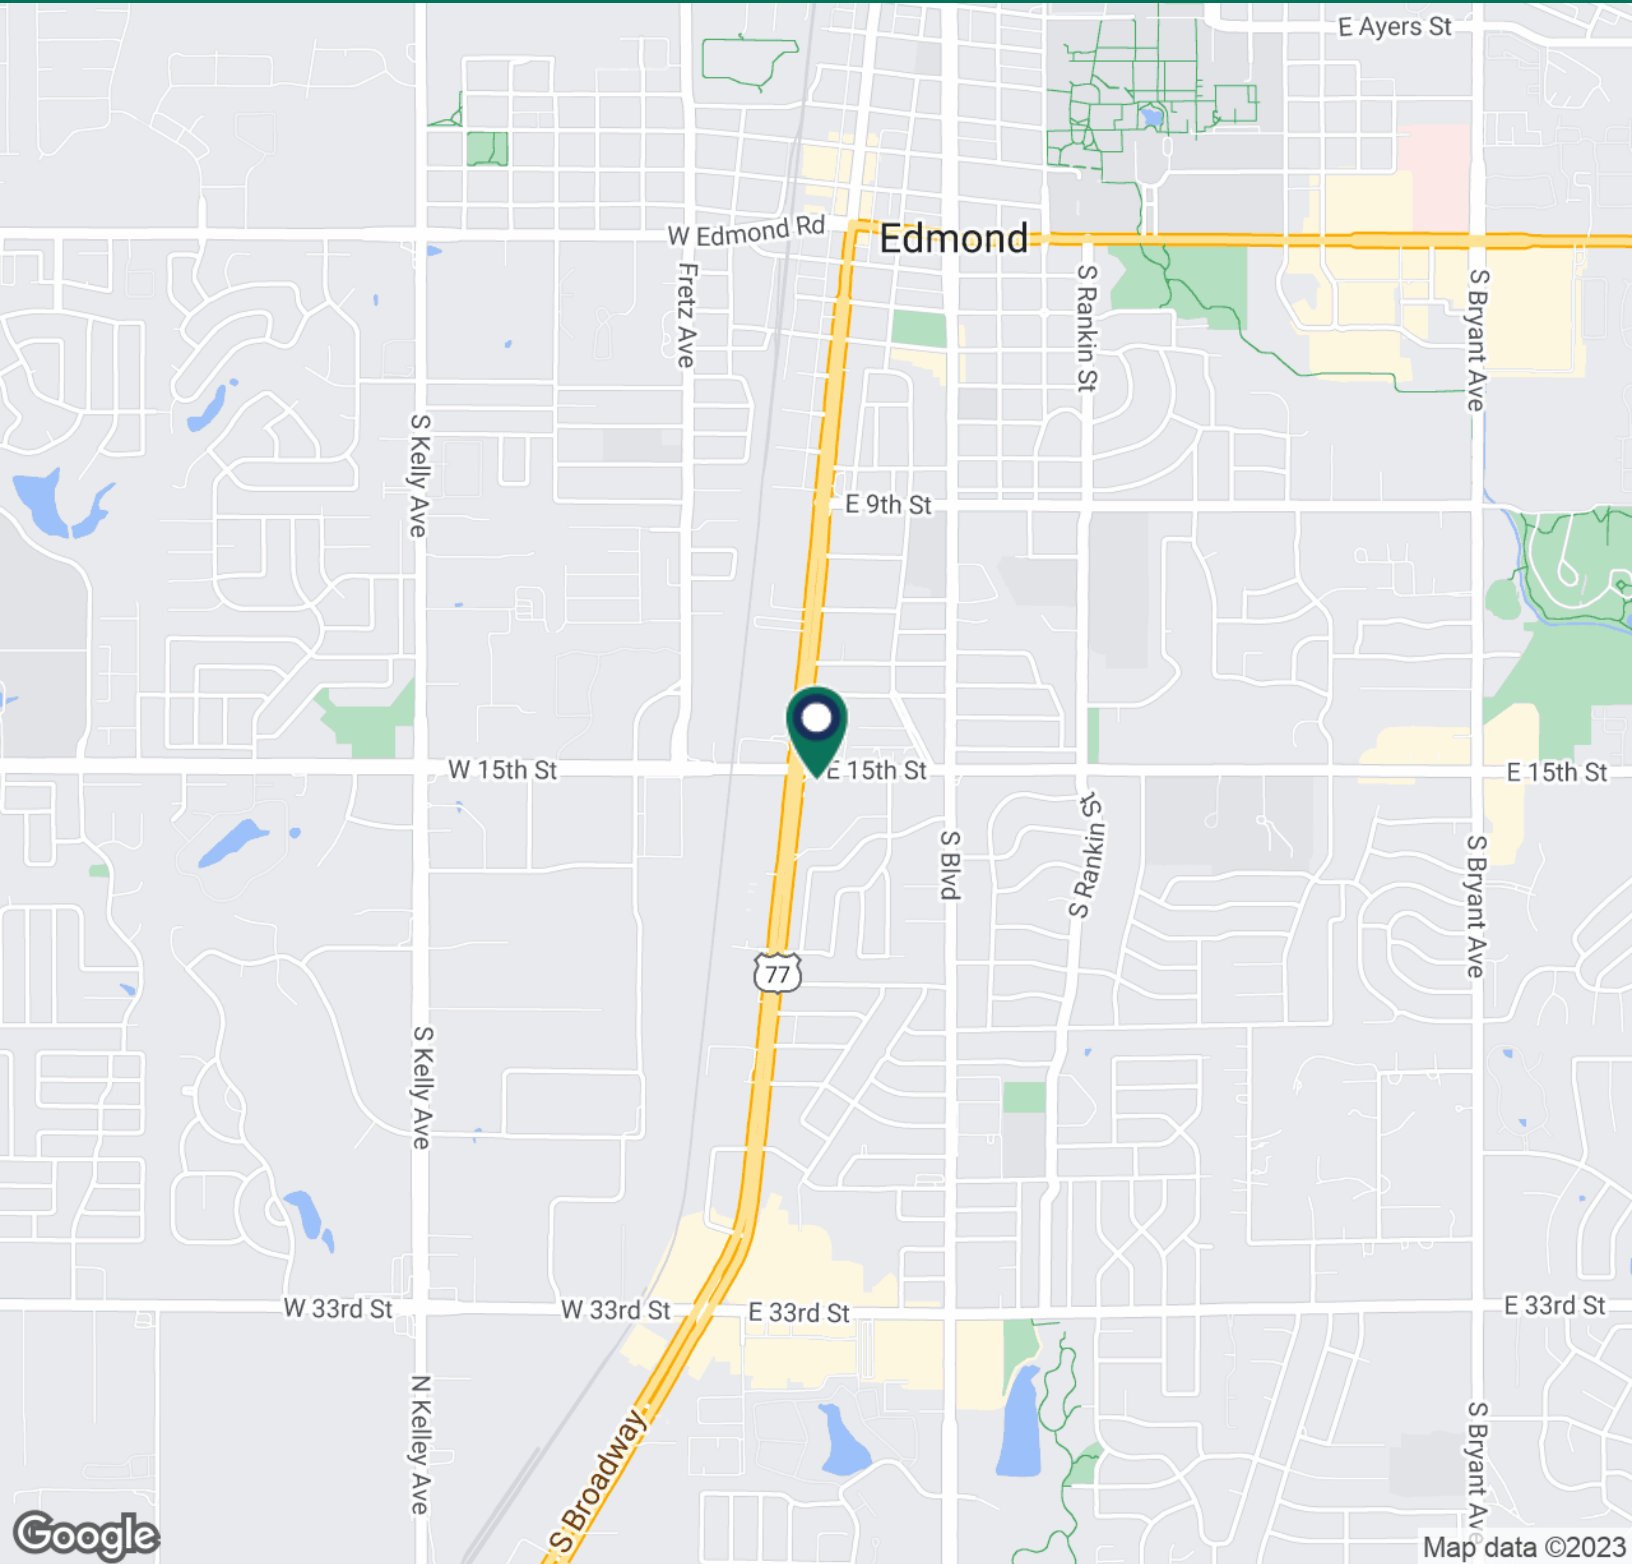 E Ayers St
W Edmond Rd
Edmond
Fretz Ave
S Rankin St
S Bryant Ave
S Kelly Ave
E 9th St
W 15th St
E 15th St
E 15th St
S Rankin St
S Blvd
S Bryant Ave
77
S Kelly Ave
W 33rd St
W 33rd St
E 33rd St
E 33rd St
N Kelley Ave
S Broadway
S Bryant Ave
Google
Map data ©2023